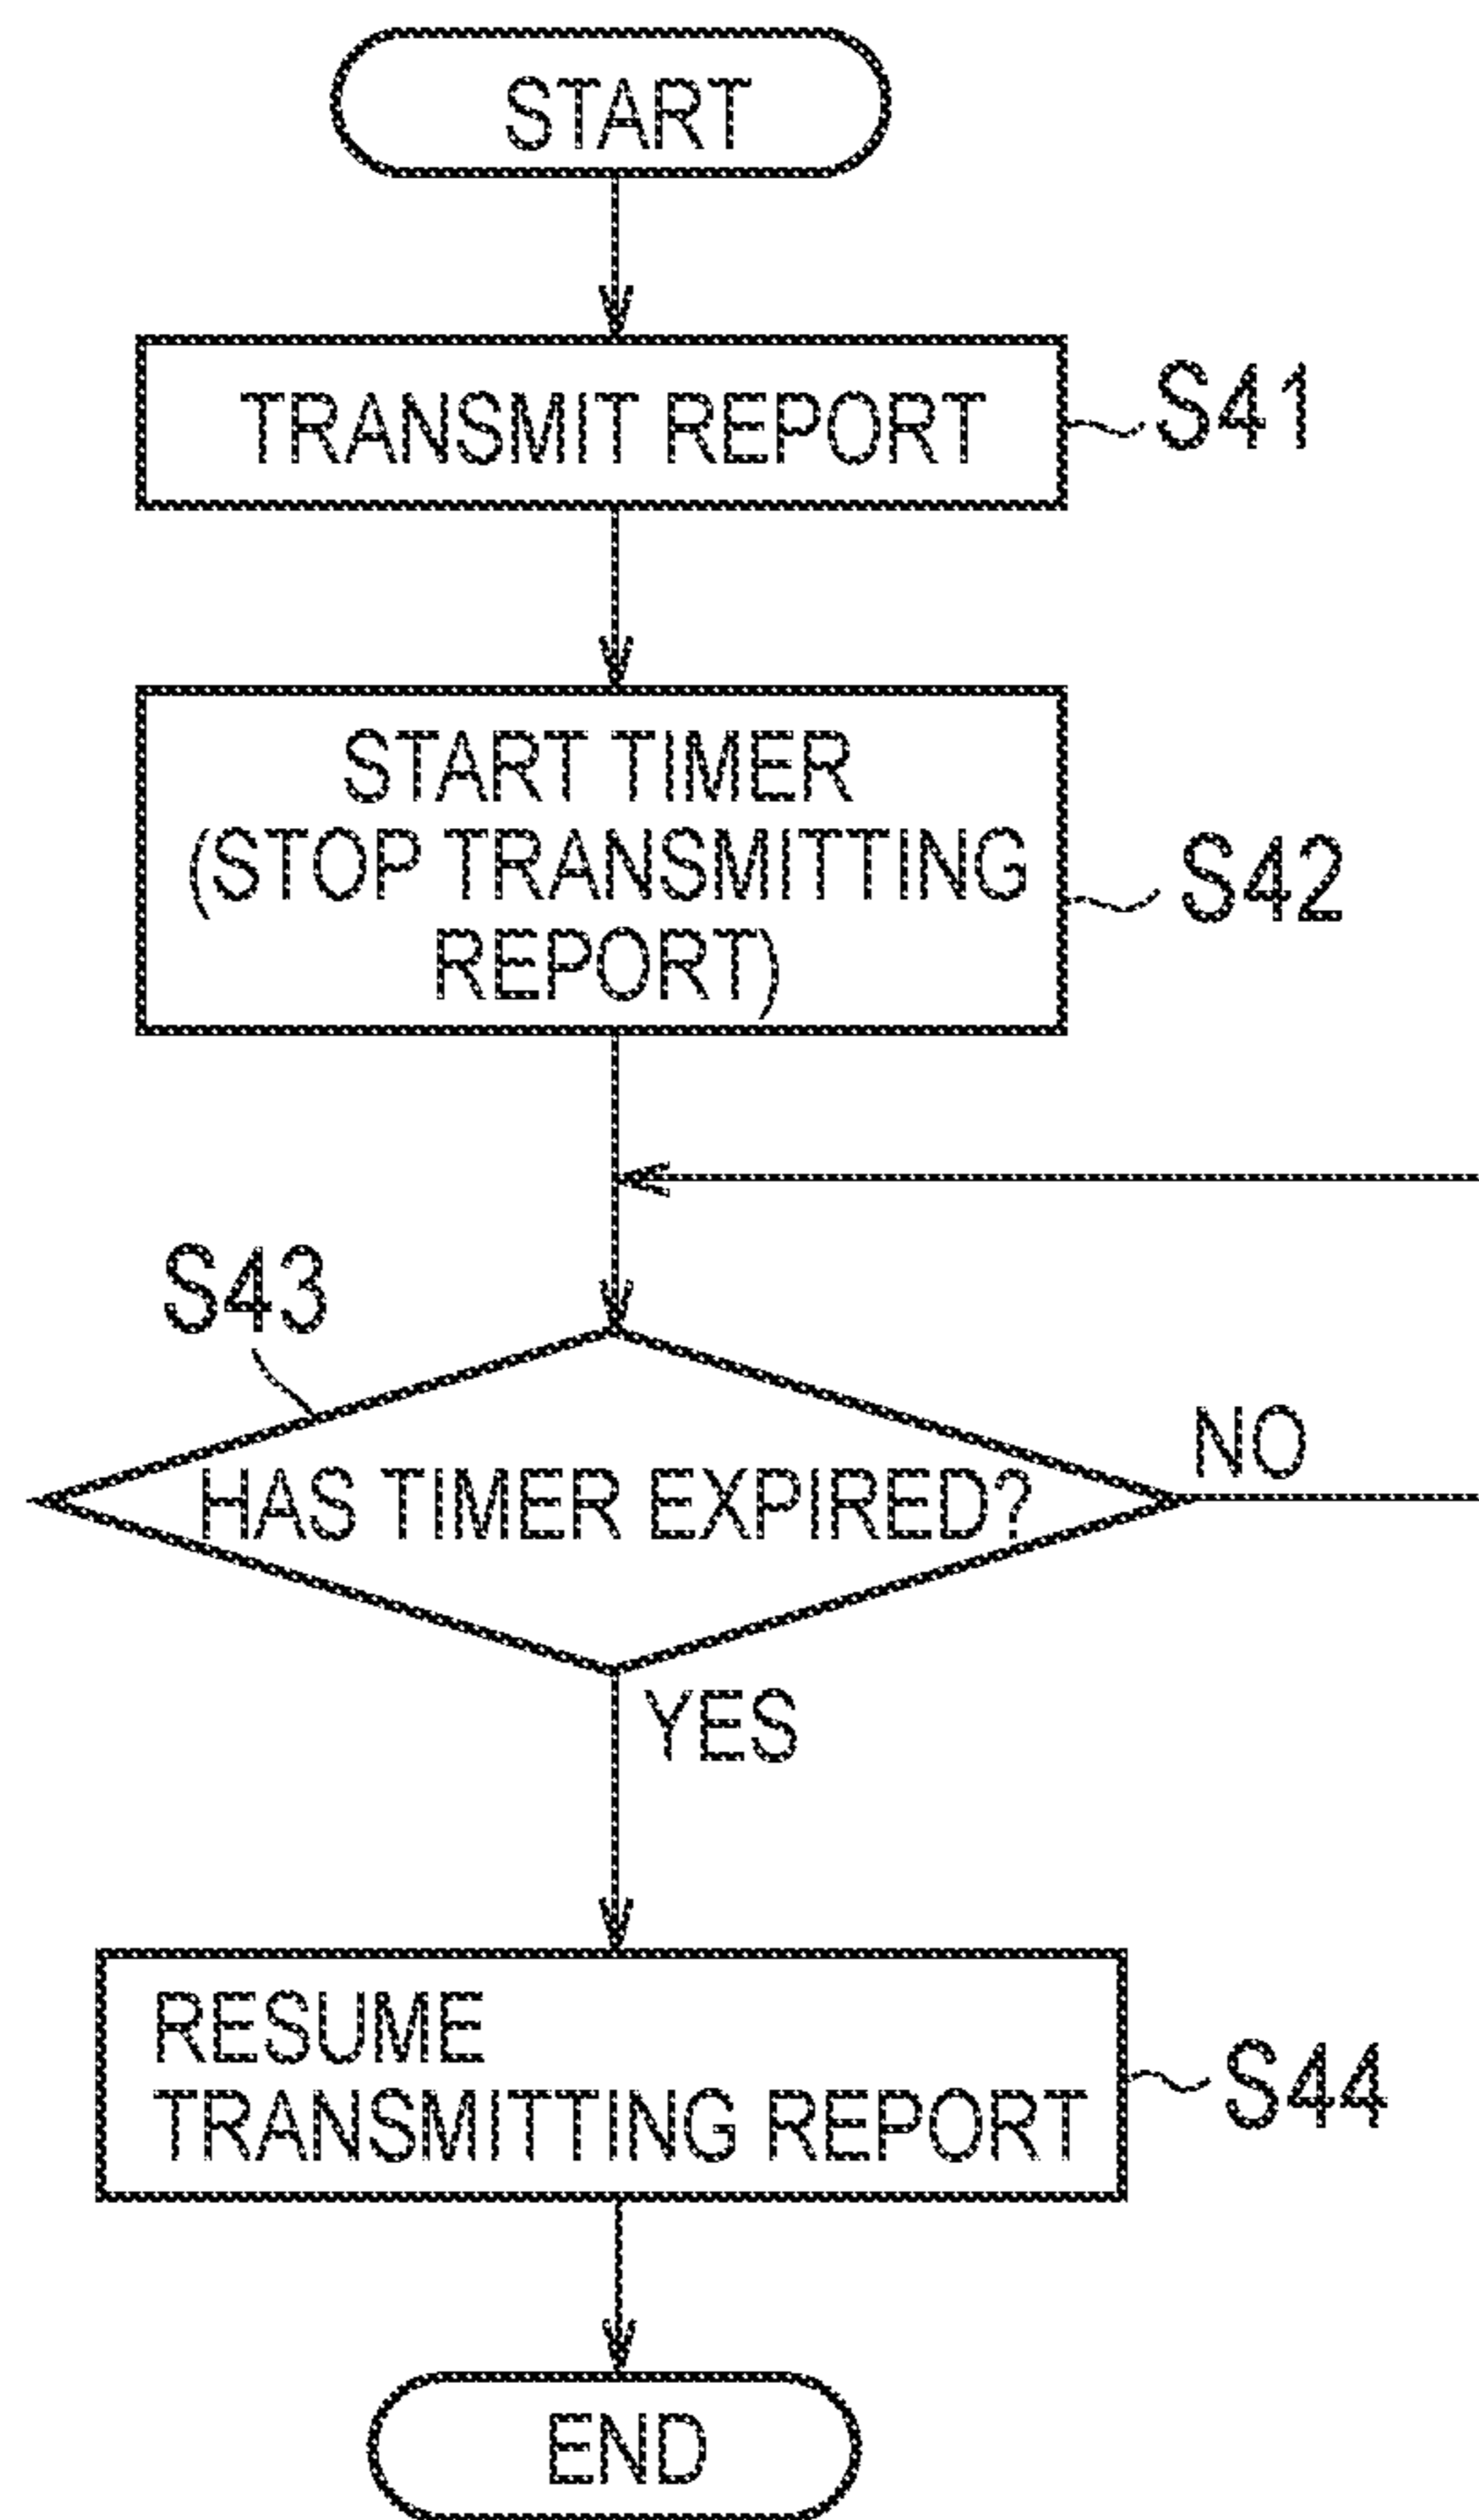 START
TRANSMIT REPORT
S41
START TIMER
(STOP TRANSMITTING
REPORT)
S42
S43
HAS TIMER EXPIRED?
NO
YES
RESUME
TRANSMITTING REPORT
S44
END